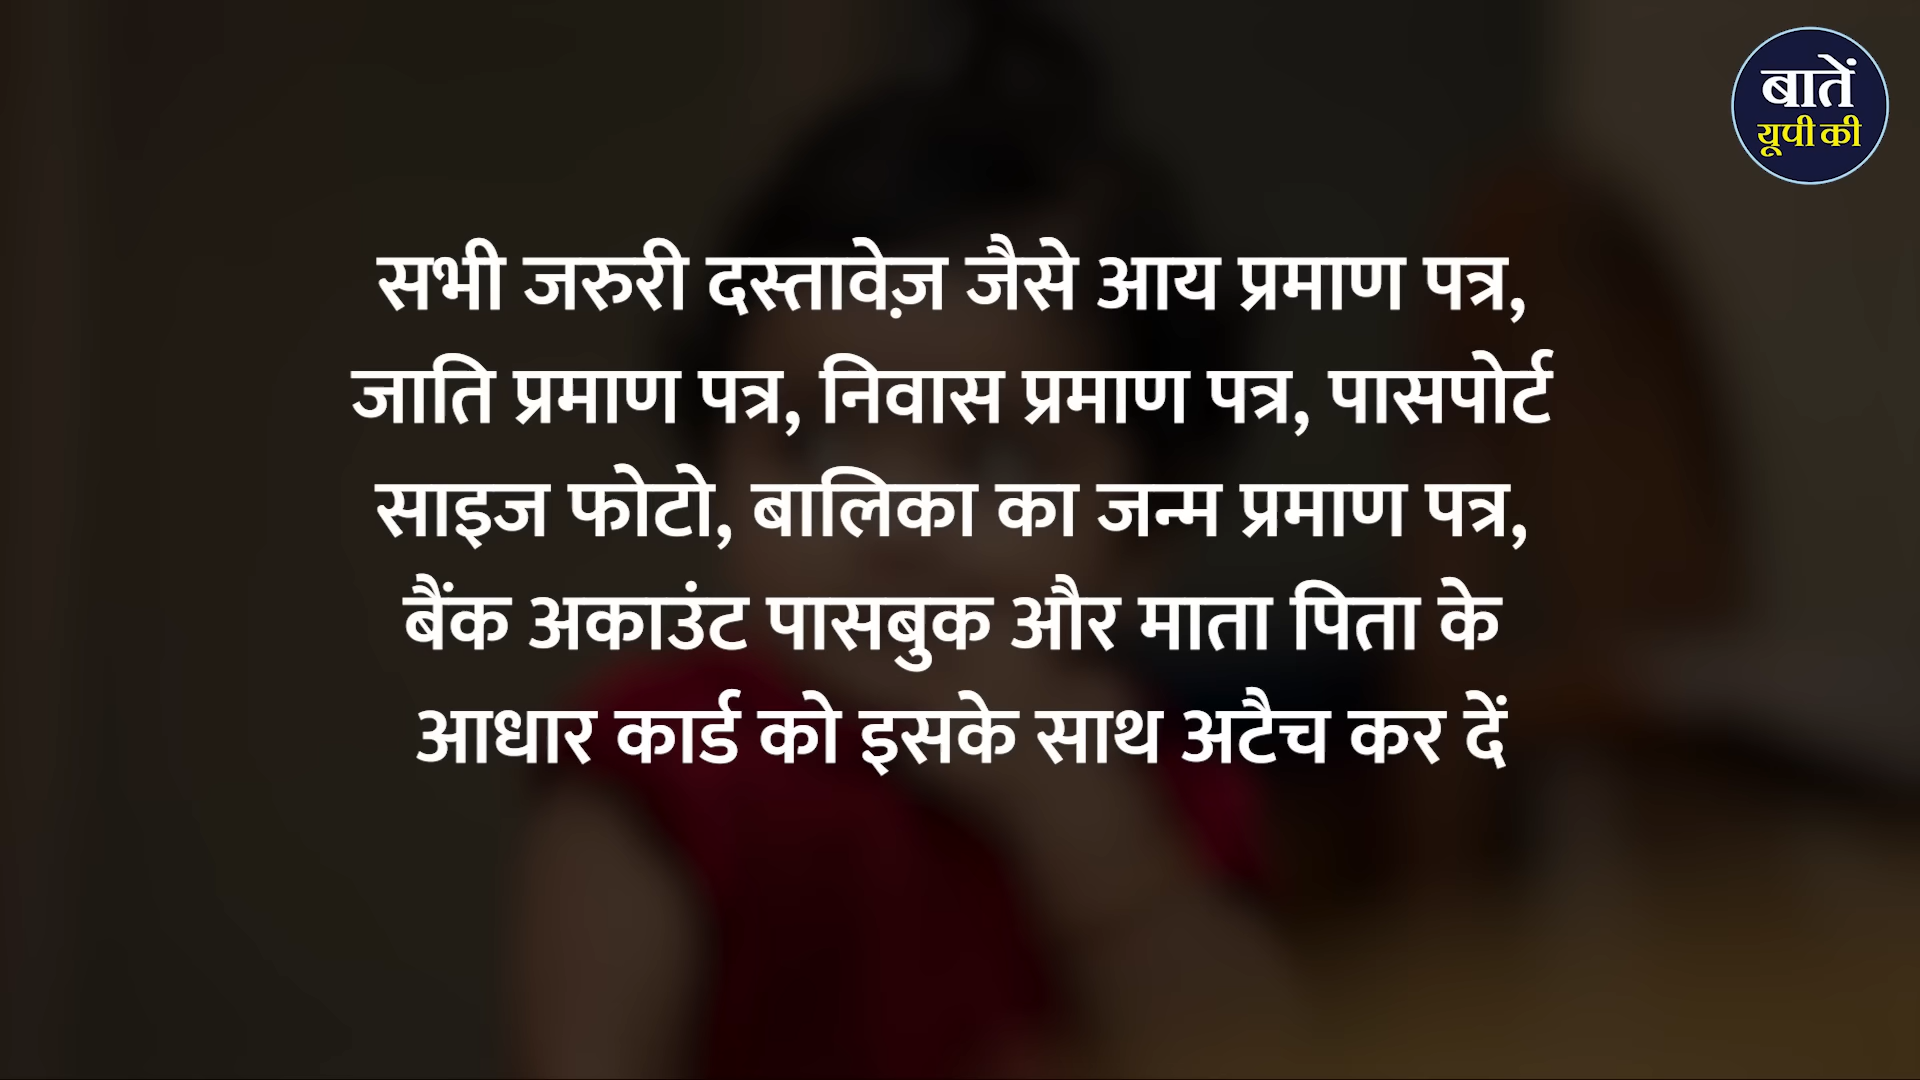 बातें
यूपी की
सभी जरुरी दस्तावेज़ जैसे आय प्रमाण पत्र,
जाति प्रमाण पत्र, निवास प्रमाण पत्र, पासपोर्ट
साइज फोटो, बालिका का जन्म प्रमाण पत्र,
बैंक अकाउंट पासबुक और माता पिता के
आधार कार्ड को इसके साथ अटैच कर दें